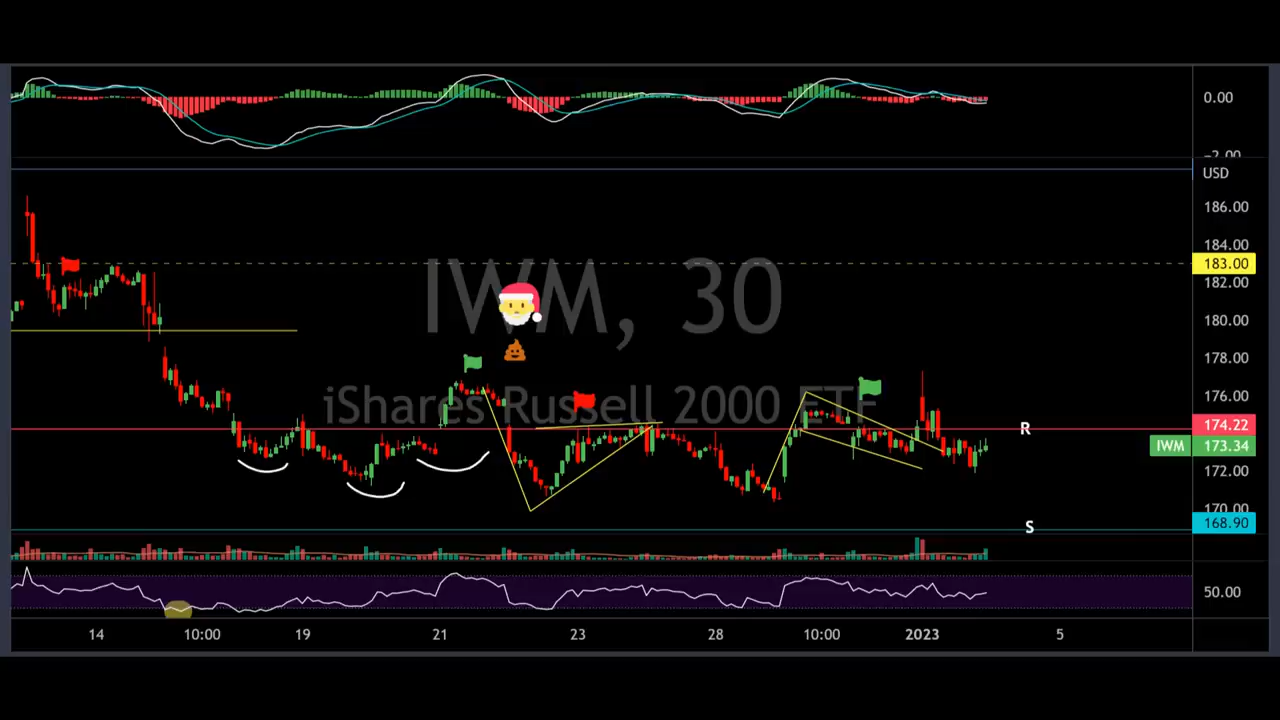 0.00
−2.00
USD
186.00
184.00
183.00
182.00
IWM, 30
180.00
178.00
iShares Russell 2000 ETF
176.00
R 174.22
IWM 173.34
172.00
170.00
S 168.90
50.00
14 10:00 19 21 23 28 10:00 2023 5